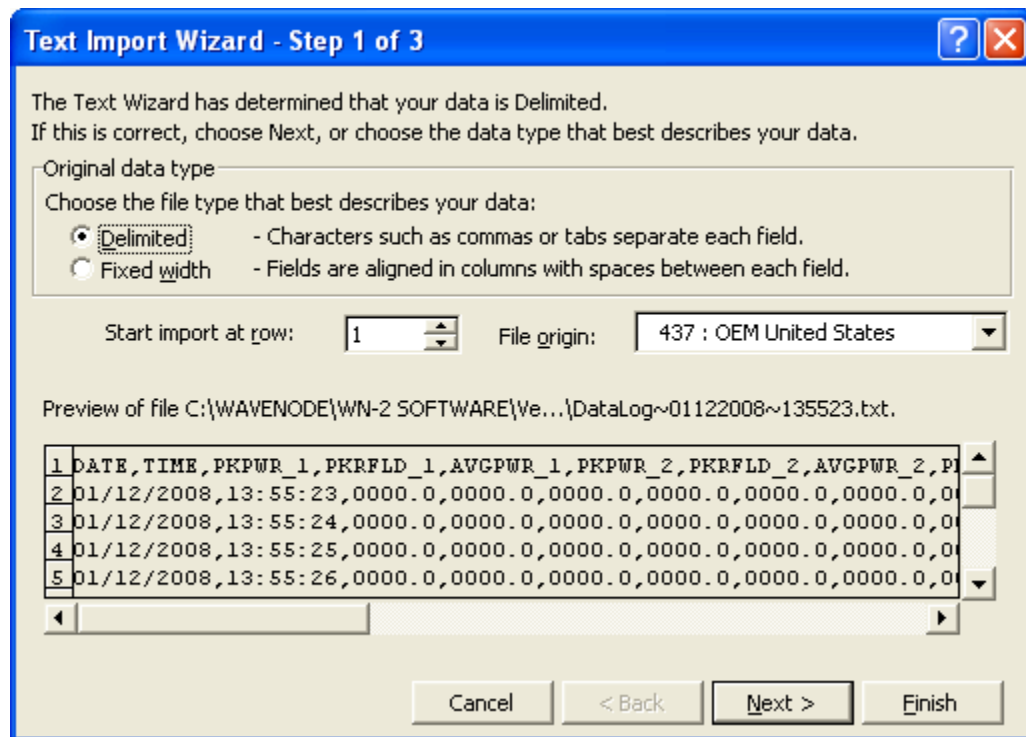 Text Import Wizard - Step 1 of 3
The Text Wizard has determined that your data is Delimited.
If this is correct, choose Next, or choose the data type that best describes your data.
Original data type
Choose the file type that best describes your data:
Delimited - Characters such as commas or tabs separate each field.
Fixed width - Fields are aligned in columns with spaces between each field.
Start import at row: 1 File origin: 437 : OEM United States
Preview of file C:\WAVENODE\WN-2 SOFTWARE\Ve...\DataLog~01122008~135523.txt.
1 DATE,TIME,PKPWR_1,PKRFLD_1,AVGPWR_1,PKPWR_2,PKRFLD_2,AVGPWR_2,P
2 01/12/2008,13:55:23,0000.0,0000.0,0000.0,0000.0,0000.0,0000.0,0
3 01/12/2008,13:55:24,0000.0,0000.0,0000.0,0000.0,0000.0,0000.0,0
4 01/12/2008,13:55:25,0000.0,0000.0,0000.0,0000.0,0000.0,0000.0,0
5 01/12/2008,13:55:26,0000.0,0000.0,0000.0,0000.0,0000.0,0000.0,0
Cancel < Back Next > Finish